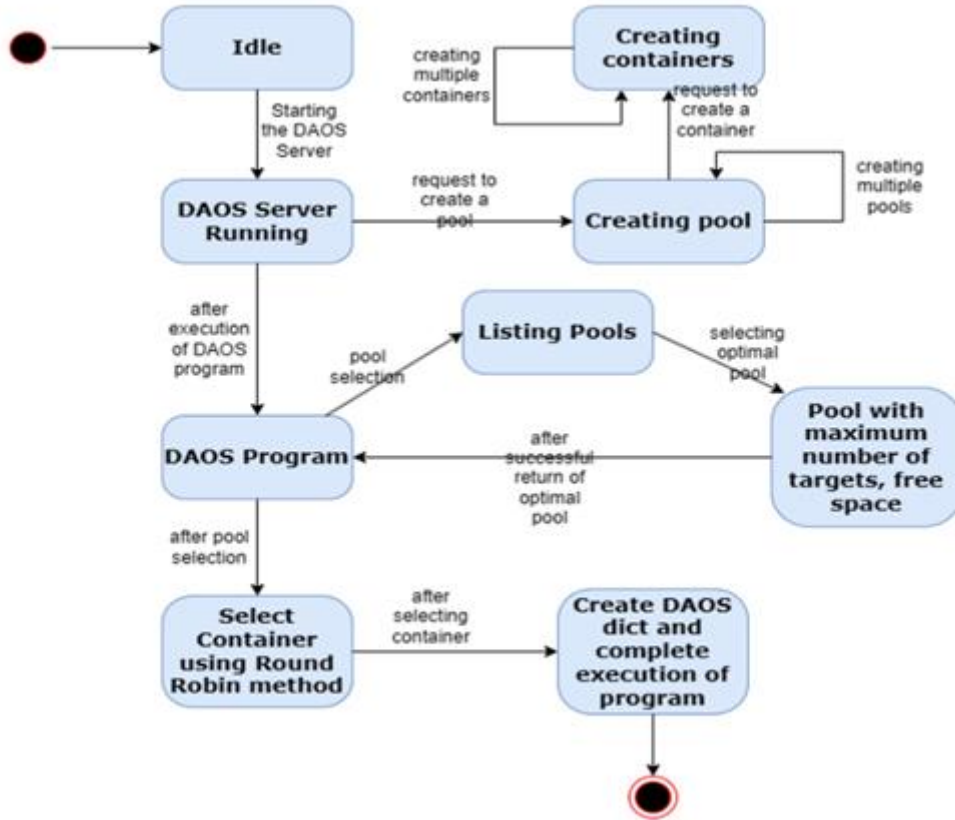 Idle
Creating
containers
creating
multiple
containers
request to
create a
container
Starting
the DAOS
Server
DAOS Server
Running
request to
create a
pool
Creating pool
creating
multiple
pools
after
execution
of DAOS
program
pool
selection
Listing Pools
selecting
optimal
pool
DAOS Program
after
successful
return of
optimal
pool
Pool with
maximum
number of
targets, free
space
after pool
selection
Select
Container
using Round
Robin method
after
selecting
container
Create DAOS
dict and
complete
execution of
program